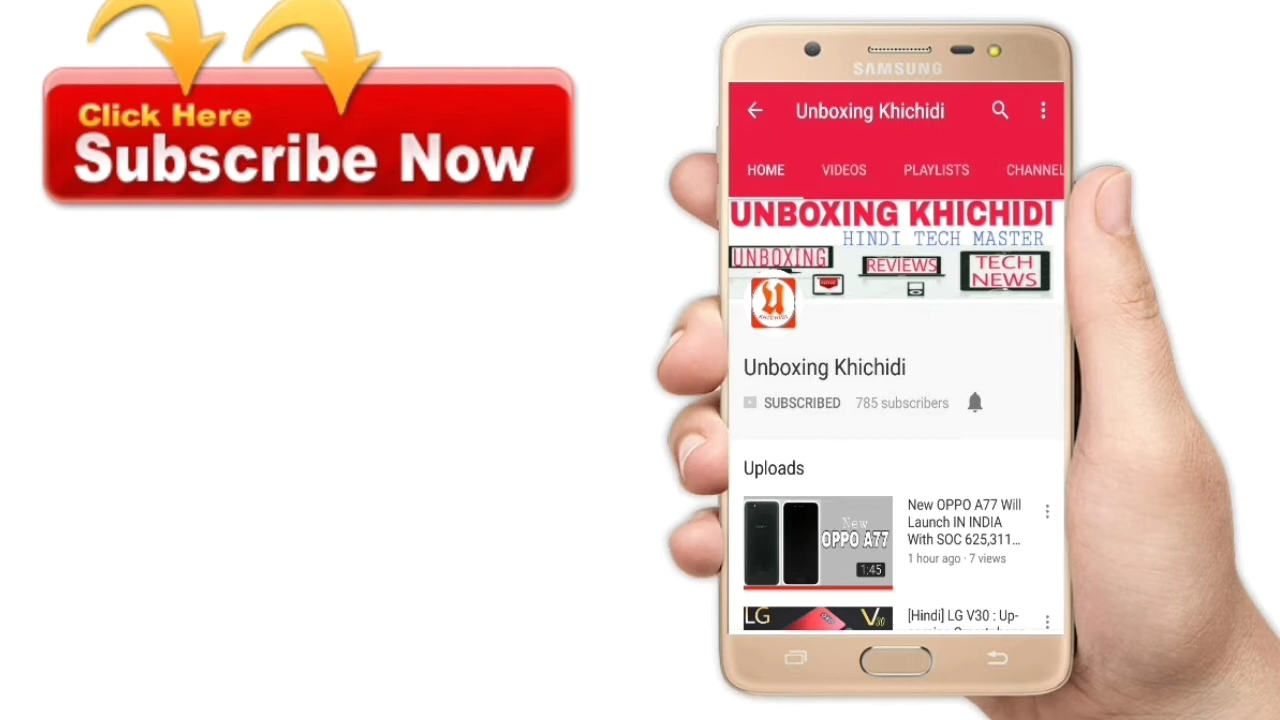 Click Here
Subscribe Now
SAMSUNG
Unboxing Khichidi
HOME VIDEOS PLAYLISTS CHANNEL
UNBOXING KHICHIDI
HINDI TECH MASTER
UNBOXING
REVIEWS
TECH
NEWS
U
KHICHIDI
Unboxing Khichidi
SUBSCRIBED 785 subscribers
Uploads
New
OPPO A77
1:45
New OPPO A77 Will
Launch IN INDIA
With SOC 625,311...
1 hour ago · 7 views
LG V30
[Hindi] LG V30 : Up-